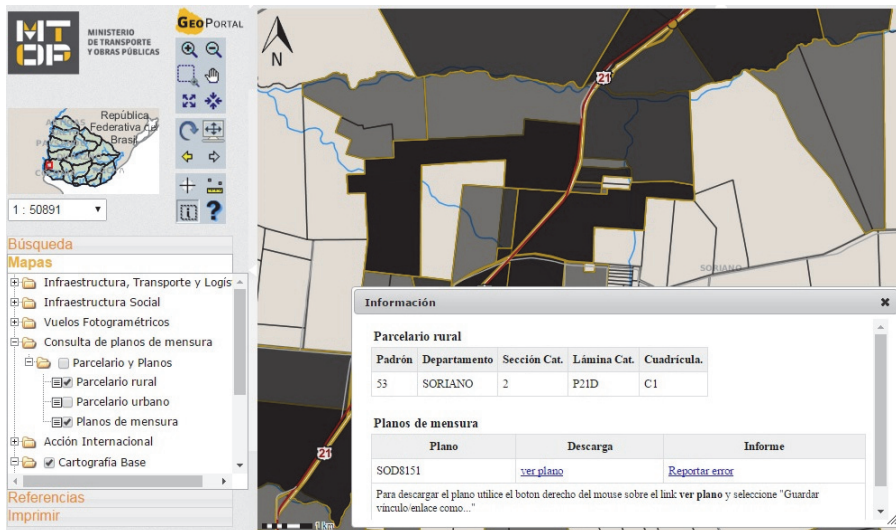 MTOP
MINISTERIO
DE TRANSPORTE
Y OBRAS PÚBLICAS
GEOPORTAL
República
Federativa de
Brasil
1 : 50891
Búsqueda
Mapas
Infraestructura, Transporte y Logís
Infraestructura Social
Vuelos Fotogramétricos
Consulta de planos de mensura
Parcelario y Planos
Parcelario rural
Parcelario urbano
Planos de mensura
Acción Internacional
Cartografía Base
Referencias
Imprimir
N
21
SORIANO
21
1 Km
Información
Parcelario rural
Padrón Departamento Sección Cat. Lámina Cat. Cuadrícula.
53 SORIANO 2 P21D C1
Planos de mensura
Plano Descarga Informe
SOD8151 ver plano Reportar error
Para descargar el plano utilice el boton derecho del mouse sobre el link ver plano y seleccione "Guardar
vínculo/enlace como..."